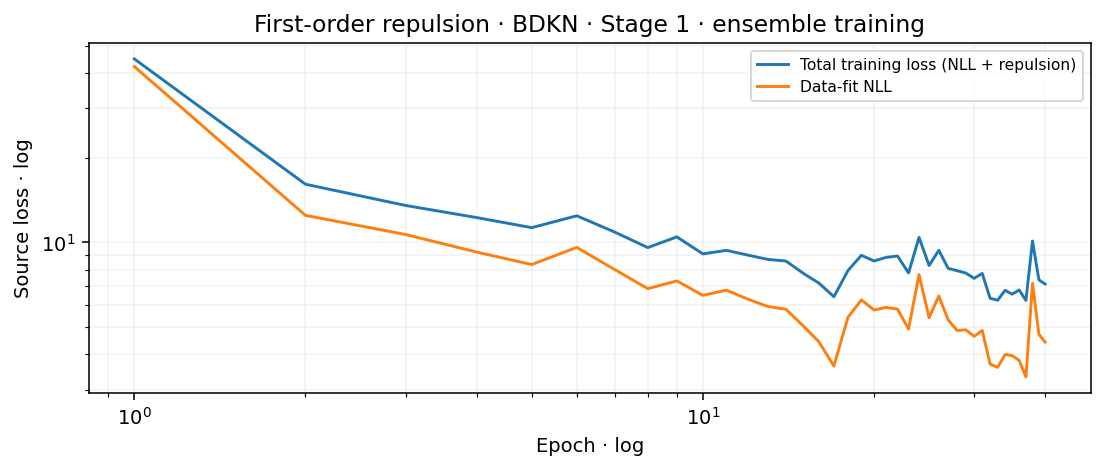 First-order repulsion · BDKN · Stage 1 · ensemble training
Total training loss (NLL + repulsion)
Data-fit NLL
Source loss · log
10¹
10⁰
10¹
Epoch · log